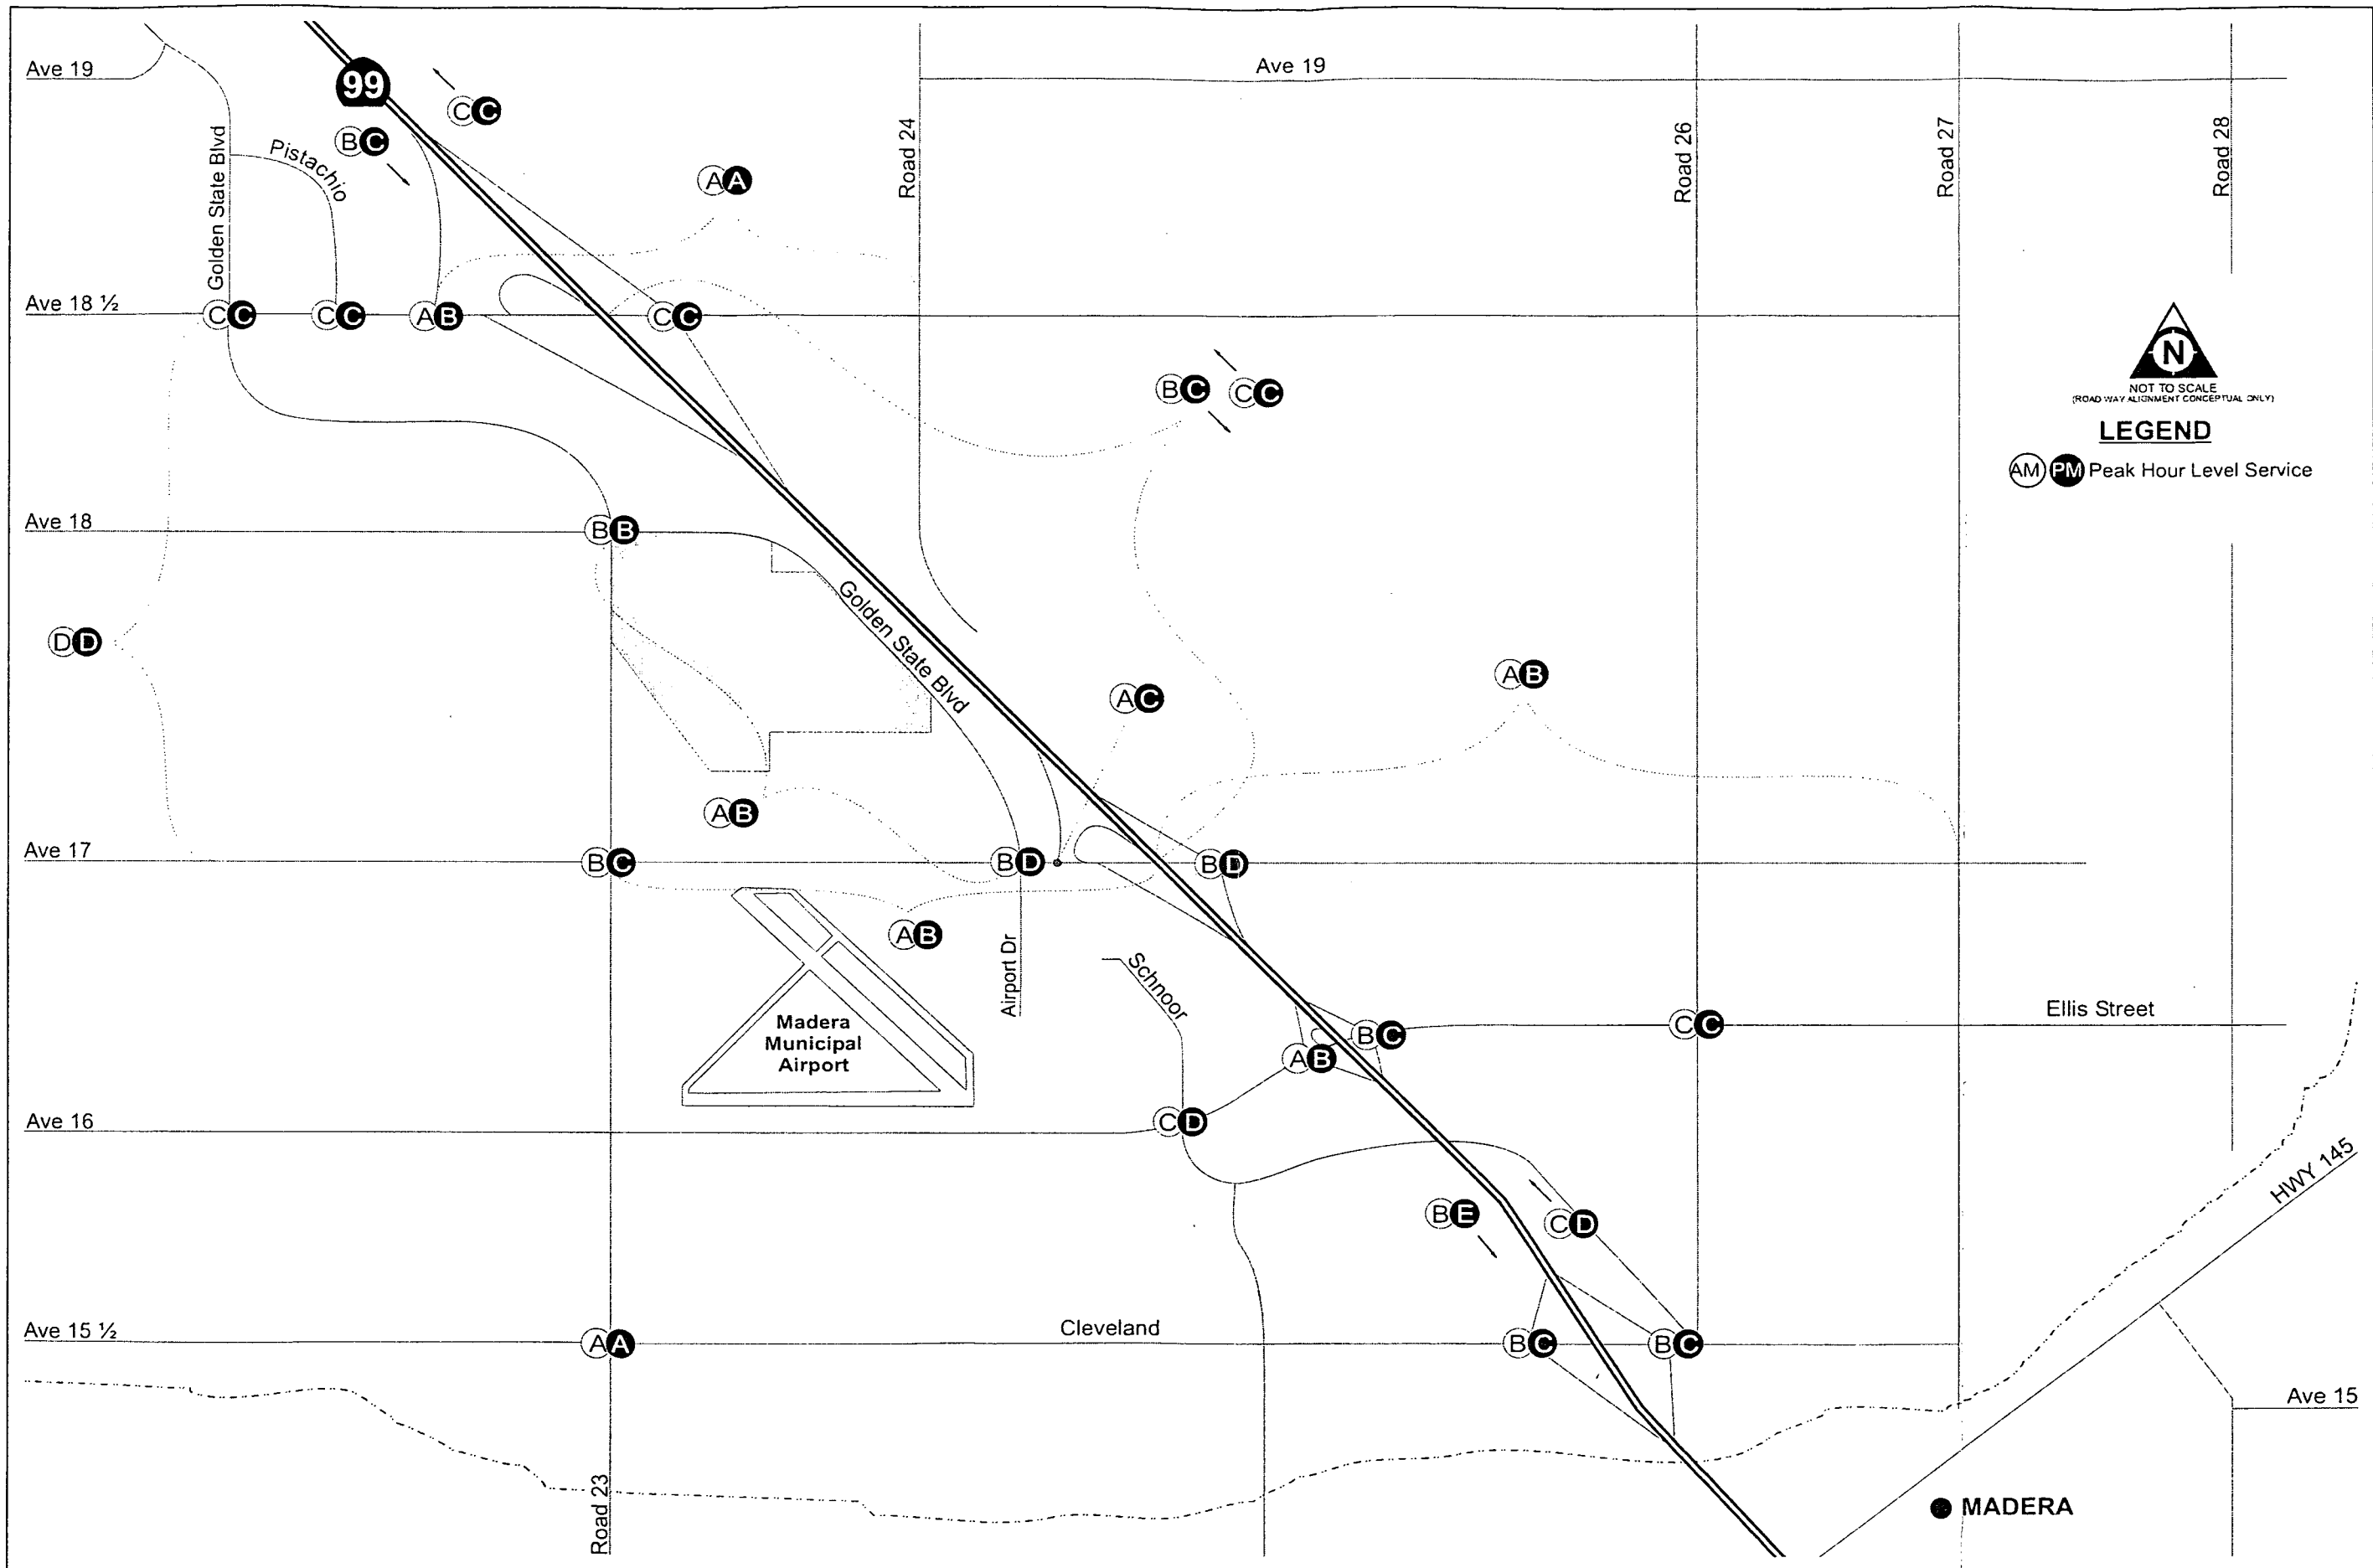 Ave 19
Ave 19
99
C C
B C
Golden State Blvd
Pistachio
A A
Road 24
Road 26
Road 27
Road 28
Ave 18 ½
C C
C C
A B
C C
N
NOT TO SCALE
(ROAD WAY ALIGNMENT CONCEPTUAL ONLY)
B C
C C
LEGEND
AM PM Peak Hour Level Service
Ave 18
B B
Golden State Blvd
D D
A C
A B
A B
Ave 17
B C
B D
B D
A B
Airport Dr
Schnoor
Madera
Municipal
Airport
Ellis Street
B C
C C
A B
Ave 16
C D
HWY 145
B E
C D
Ave 15 ½
A A
Cleveland
B C
B C
Ave 15
Road 23
MADERA